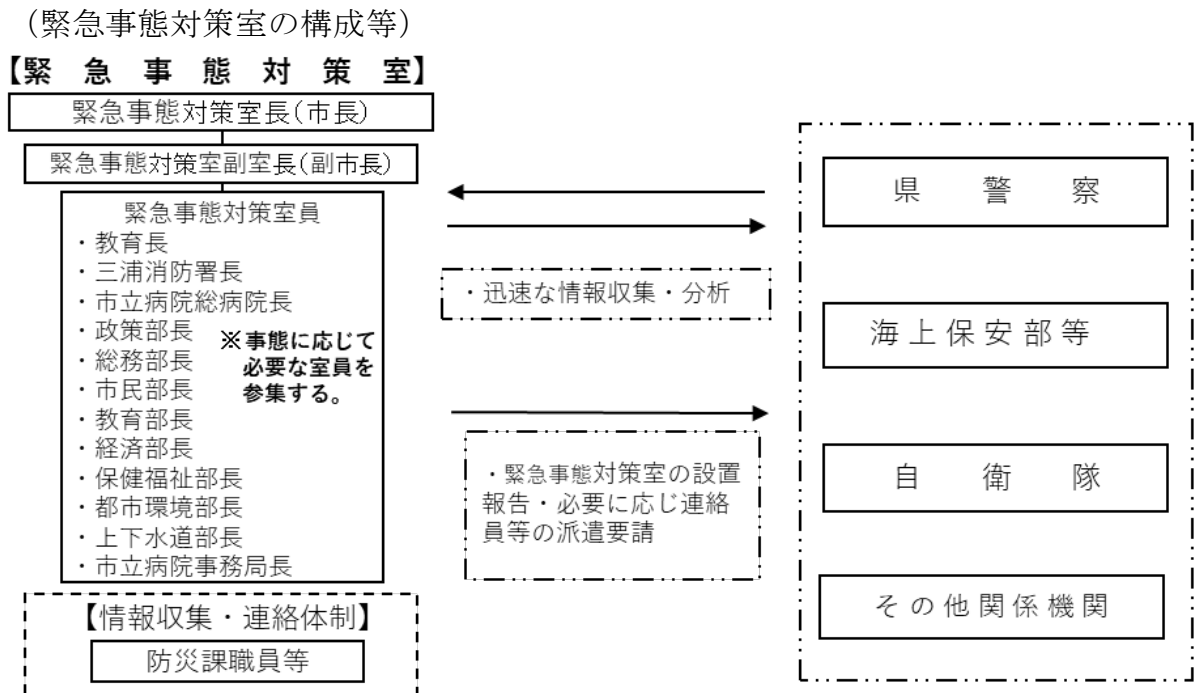 （緊急事態対策室の構成等）
【緊急事態対策室】
緊急事態対策室長(市長)
緊急事態対策室副室長(副市長)
緊急事態対策室員
・教育長
・三浦消防署長
・市立病院総病院長
・政策部長
・総務部長
・市民部長
・教育部長
・経済部長
・保健福祉部長
・都市環境部長
・上下水道部長
・市立病院事務局長
※事態に応じて
必要な室員を
参集する。
【情報収集・連絡体制】
防災課職員等
・迅速な情報収集・分析
・緊急事態対策室の設置
報告・必要に応じ連絡
員等の派遣要請
県警察
海上保安部等
自衛隊
その他関係機関